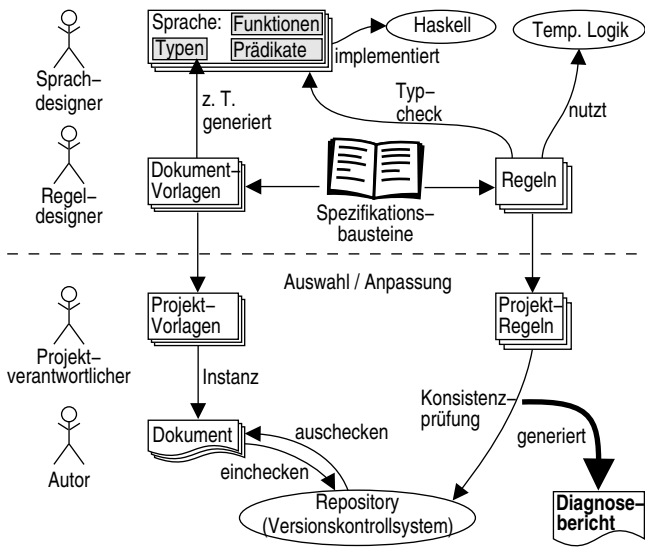 Sprache:
Funktionen
Typen
Prädikate
Haskell
Temp. Logik
implementiert
Sprach–
designer
z. T.
generiert
Typ–
check
nutzt
Dokument–
Vorlagen
Regeln
Regel–
designer
Spezifikations–
bausteine
Auswahl / Anpassung
Projekt–
Vorlagen
Projekt–
Regeln
Projekt–
verantwortlicher
Instanz
Konsistenz–
prüfung
Dokument
auschecken
generiert
einchecken
Autor
Repository
(Versionskontrollsystem)
Diagnose–
bericht